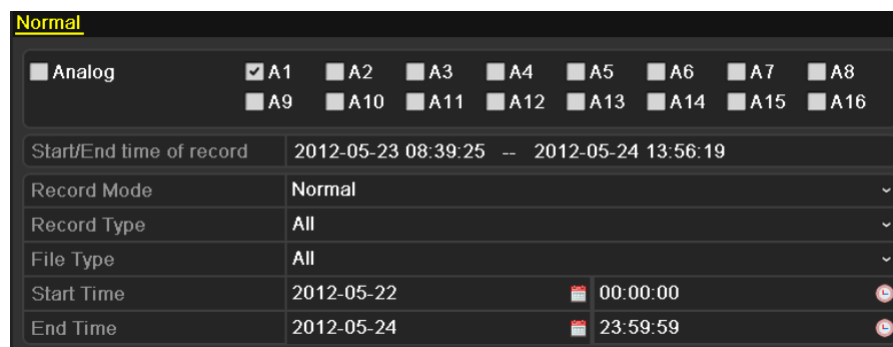 Normal
Analog A1 A2 A3 A4 A5 A6 A7 A8
A9 A10 A11 A12 A13 A14 A15 A16
Start/End time of record 2012-05-23 08:39:25 -- 2012-05-24 13:56:19
Record Mode Normal
Record Type All
File Type All
Start Time 2012-05-22 00:00:00
End Time 2012-05-24 23:59:59